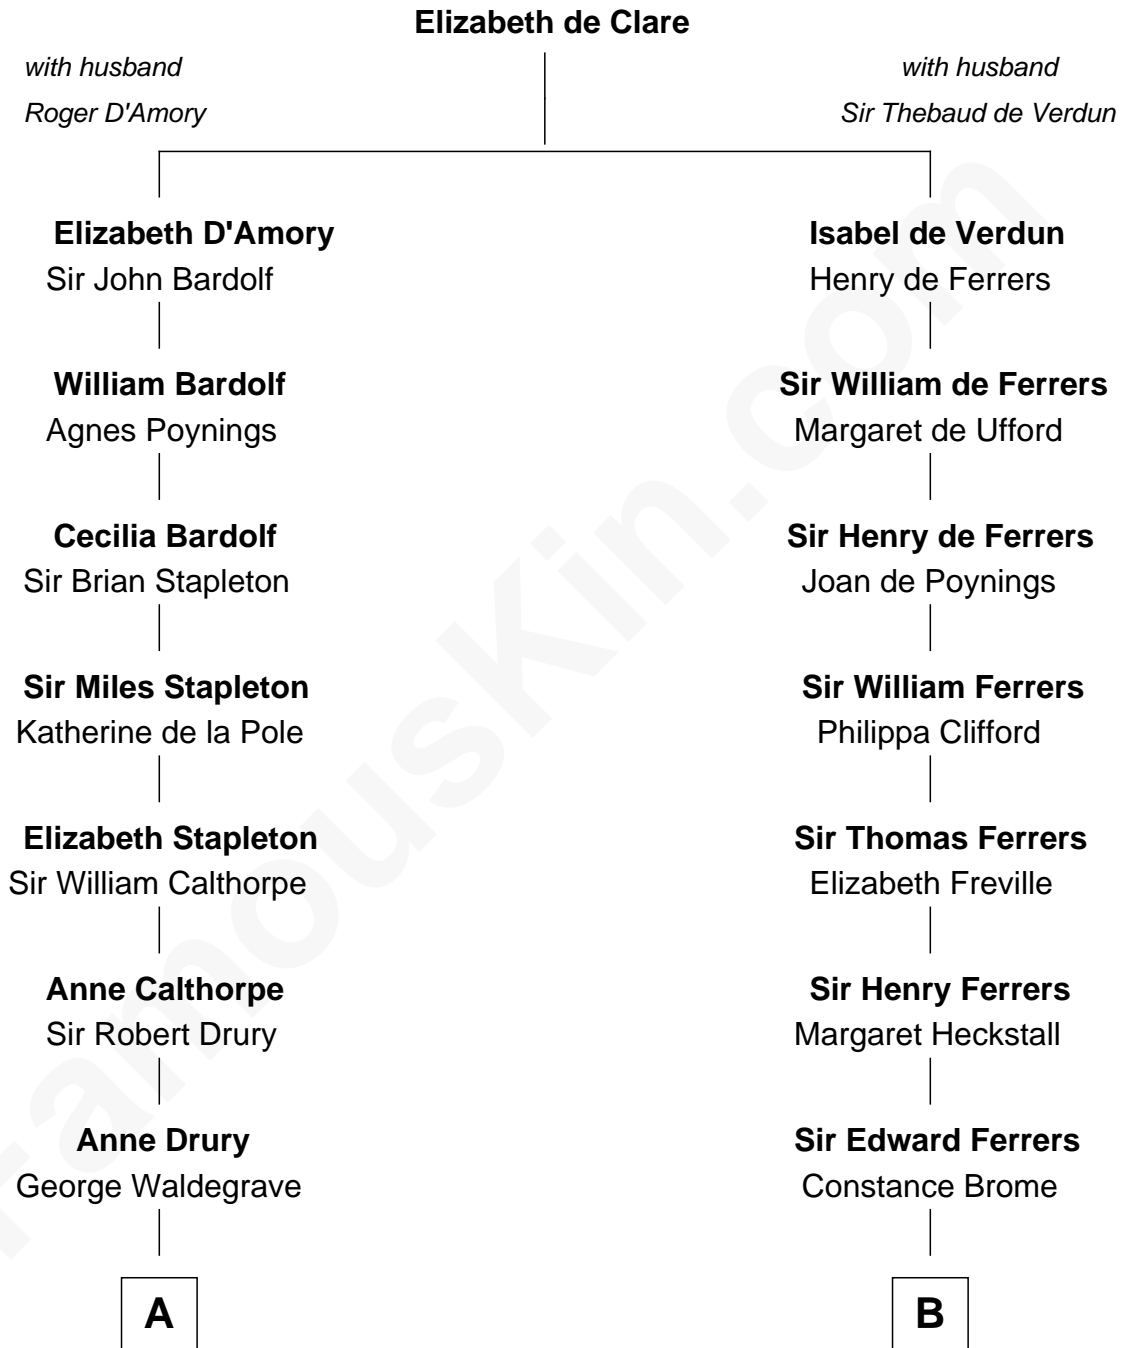 Elizabeth de Clare
with husband
Roger D'Amory
with husband
Sir Thebaud de Verdun
Elizabeth D'Amory
Sir John Bardolf
Isabel de Verdun
Henry de Ferrers
William Bardolf
Agnes Poynings
Sir William de Ferrers
Margaret de Ufford
Cecilia Bardolf
Sir Brian Stapleton
Sir Henry de Ferrers
Joan de Poynings
Sir Miles Stapleton
Katherine de la Pole
Sir William Ferrers
Philippa Clifford
Elizabeth Stapleton
Sir William Calthorpe
Sir Thomas Ferrers
Elizabeth Freville
Anne Calthorpe
Sir Robert Drury
Sir Henry Ferrers
Margaret Heckstall
Anne Drury
George Waldegrave
Sir Edward Ferrers
Constance Brome
A
B
FamousKin.com